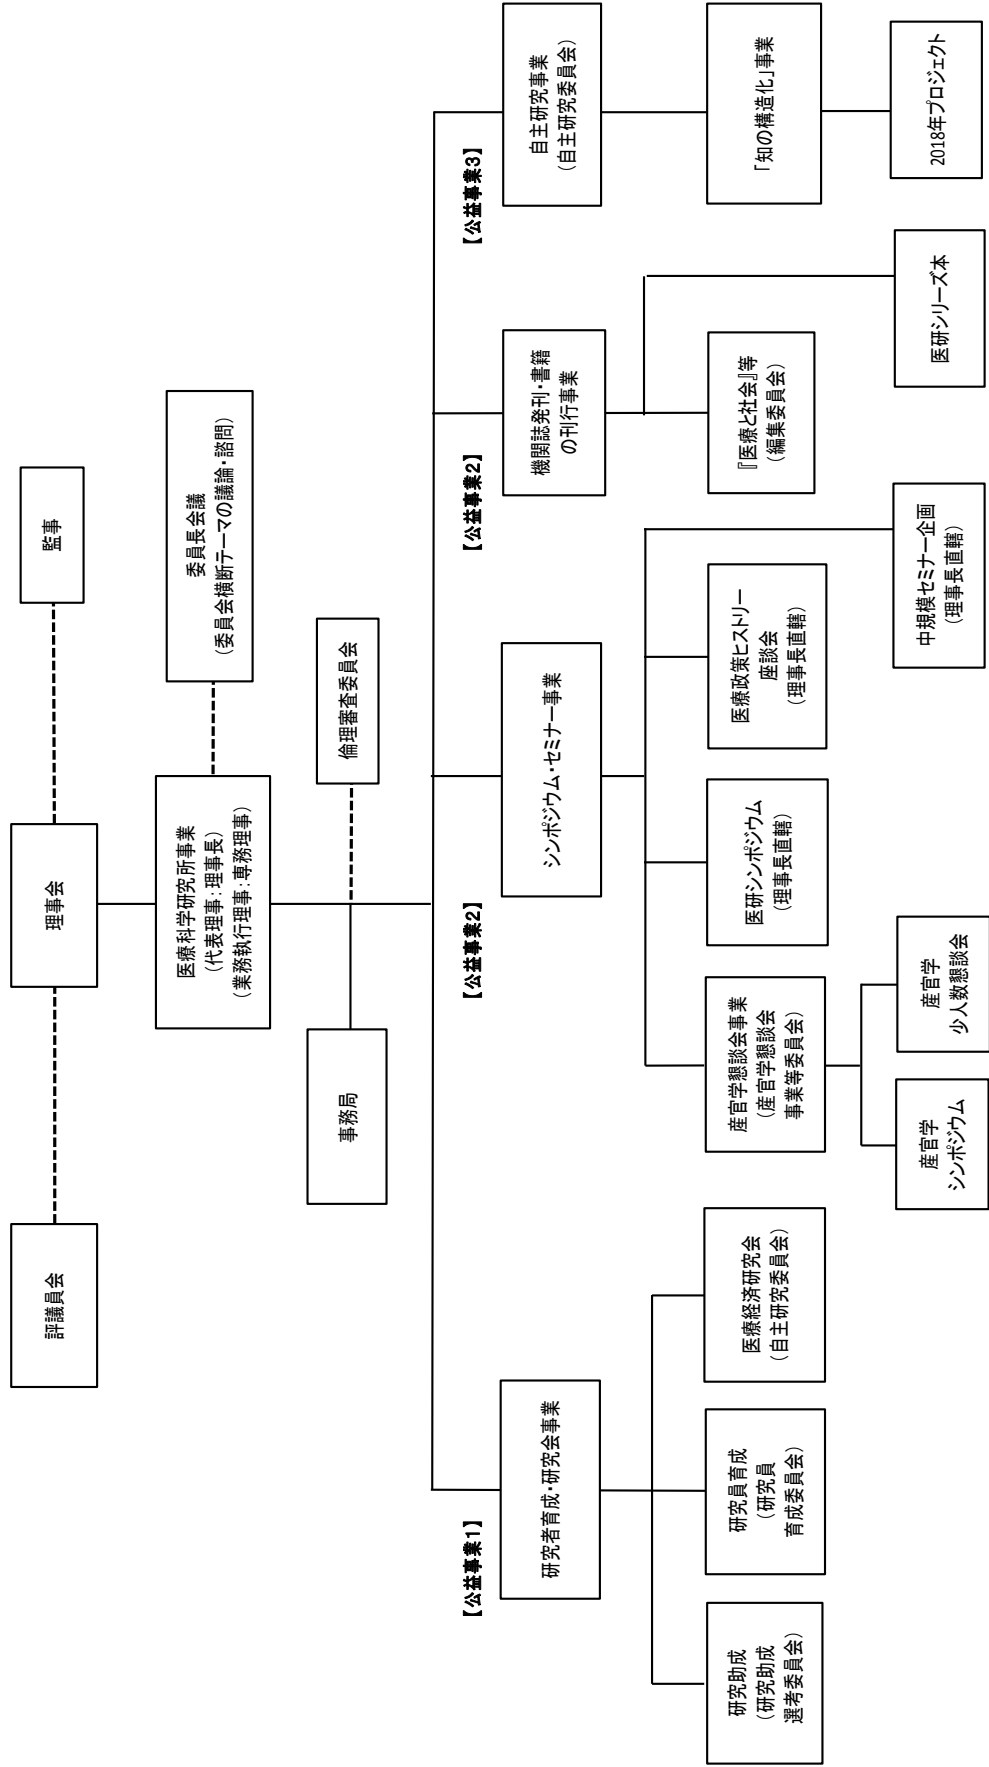 評議員会
理事会
監事
医療科学研究所事業
(代表理事:理事長)
(業務執行理事:専務理事)
委員長会議
(委員会横断テーマの議論・諮問)
事務局
倫理審査委員会
【公益事業1】
【公益事業2】
【公益事業2】
【公益事業3】
研究者育成・研究会事業
シンポジウム・セミナー事業
機関誌発刊・書籍
の刊行事業
自主研究事業
(自主研究委員会)
研究助成
(研究助成
選考委員会)
研究員育成
(研究員
育成委員会)
医療経済研究会
(自主研究委員会)
産官学懇談会事業
(産官学懇談会
事業等委員会)
医研シンポジウム
(理事長直轄)
医療政策ヒストリー
座談会
(理事長直轄)
『医療と社会』等
(編集委員会)
「知の構造化」事業
産官学
シンポジウム
産官学
少人数懇談会
中規模セミナー企画
(理事長直轄)
医研シリーズ本
2018年プロジェクト